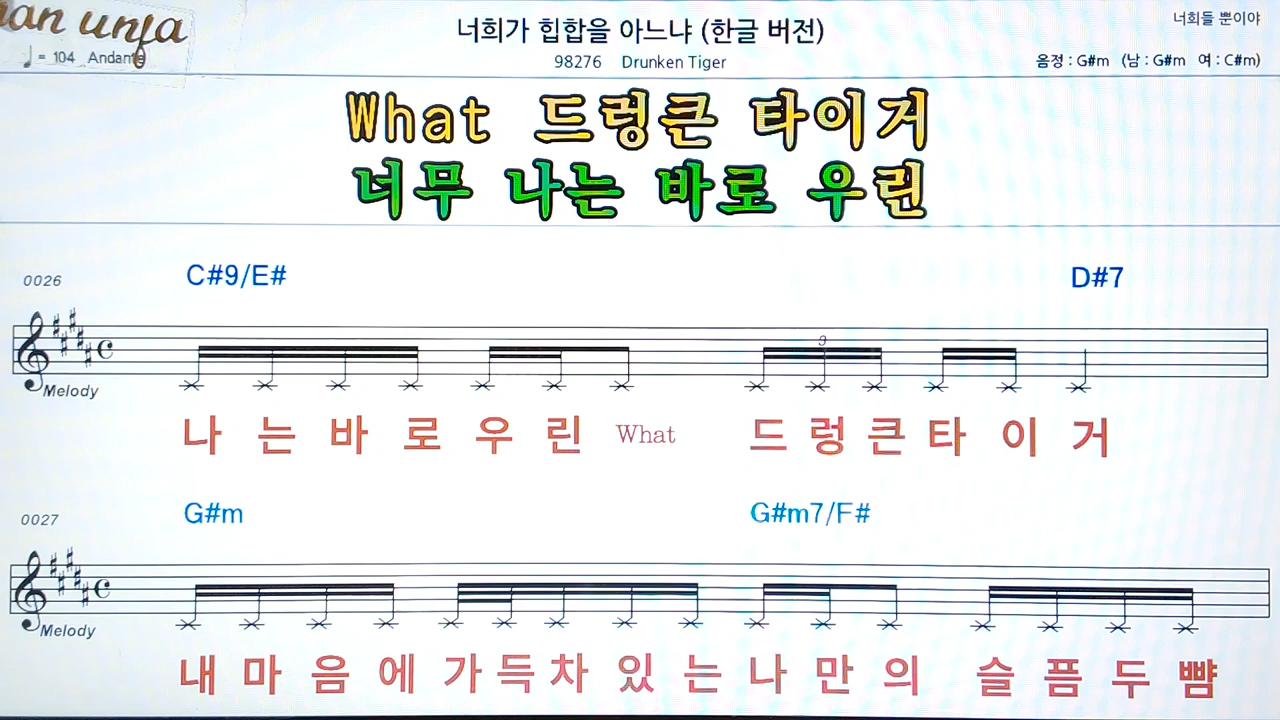 너희가 힙합을 아느냐 (한글 버전)
너희들 뿐이야
♩ = 104 Andante
98276 Drunken Tiger
음정 : G#m (남 : G#m 여 : C#m)
What 드렁큰 타이거
너무 나는 바로 우린
0026
C#9/E# D#7
3
Melody
나 는 바 로 우 린 What 드 렁 큰 타 이 거
0027
G#m G#m7/F#
Melody
내 마 음 에 가 득 차 있 는 나 만 의 슬 픔 두 뺨